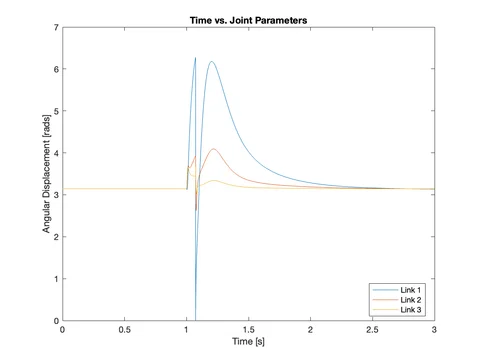 Time vs. Joint Parameters
Angular Displacement [rads]
7
6
5
4
3
2
1
0
0 0.5 1 1.5 2 2.5 3
Time [s]
Link 1
Link 2
Link 3